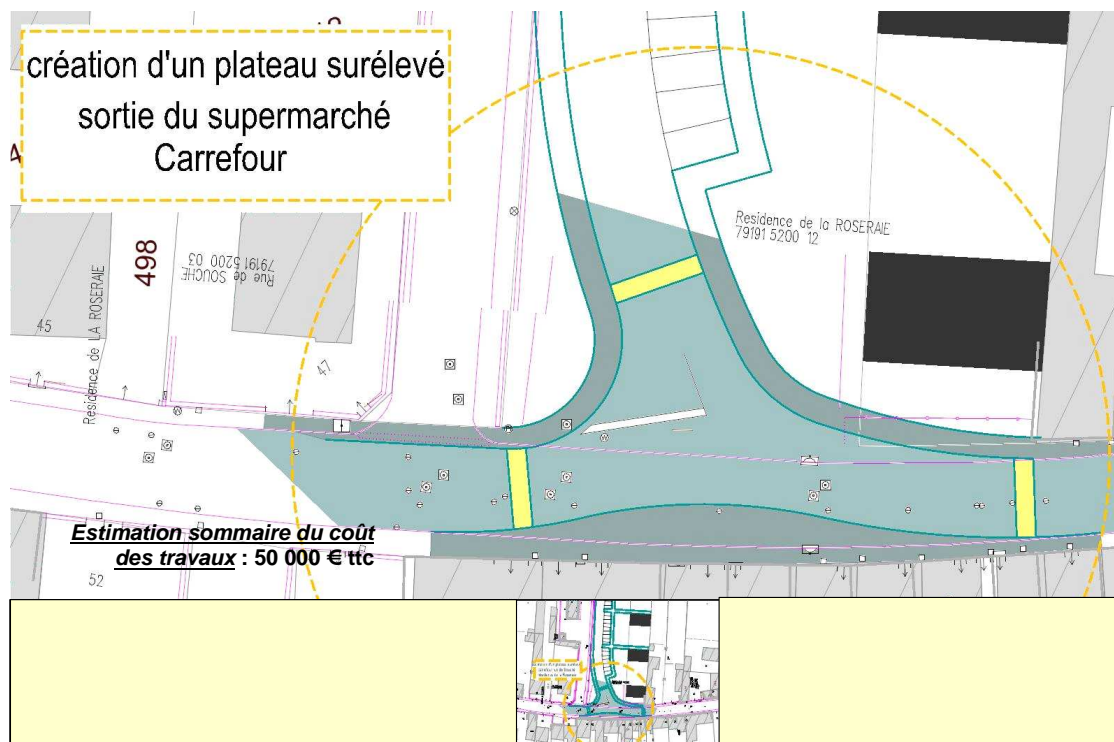 création d'un plateau surélevé
sortie du supermarché
Carrefour
Residence de la ROSERAIE
79191 5200 12
Rue de SOUCHE
79191 5200 03
498
Residence de LA ROSERAIE
45
47
Estimation sommaire du coût
des travaux : 50 000 € ttc
52